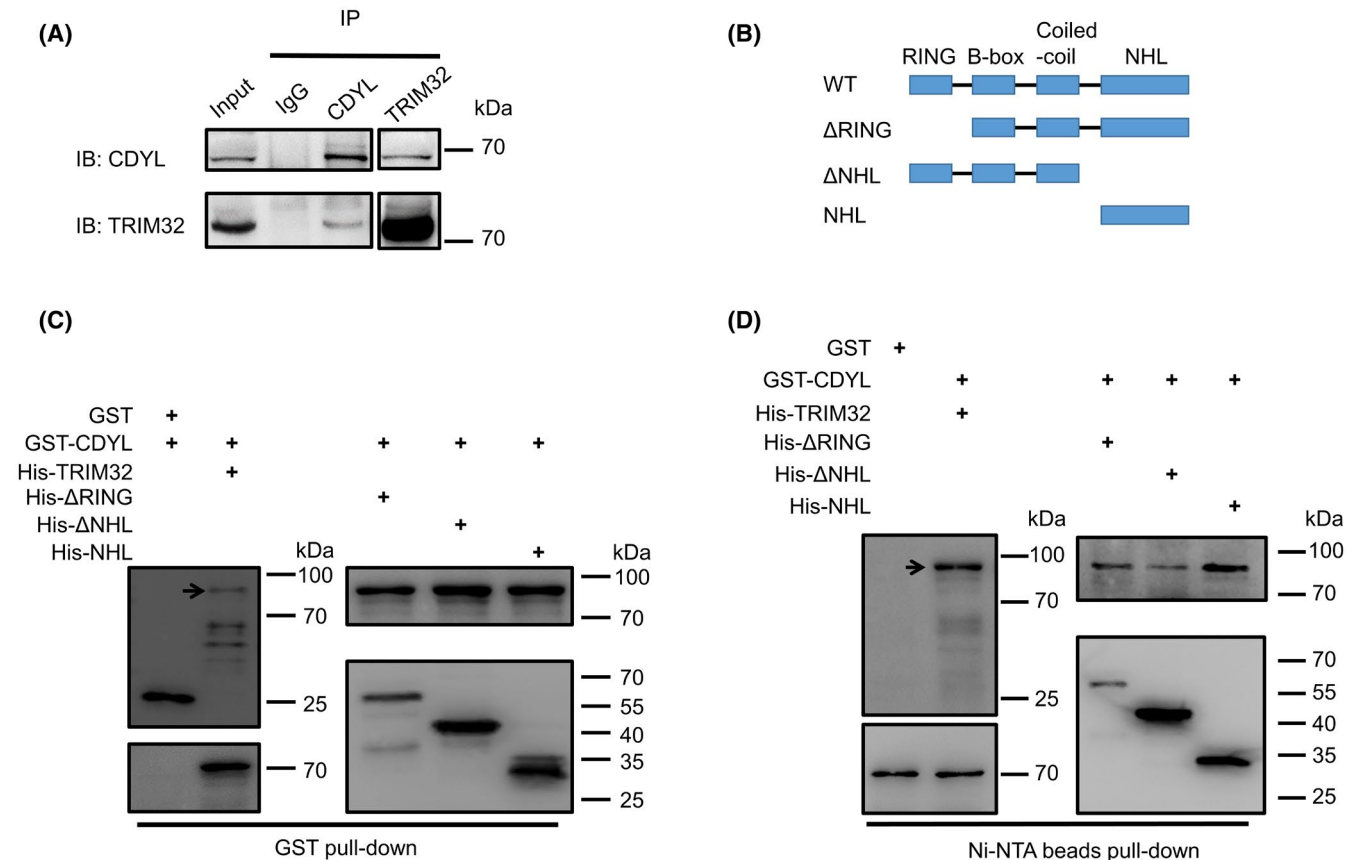 (A)
IP
Input IgG CDYL TRIM32 kDa
IB: CDYL 70
IB: TRIM32 70
(B)
Coiled
RING B-box -coil NHL
WT
ΔRING
ΔNHL
NHL
(C)
GST +
GST-CDYL + + + + +
His-TRIM32 +
His-ΔRING +
His-ΔNHL +
His-NHL +
kDa kDa
100 100
70 70
25
70
70
55
40
35
25
GST pull-down
(D)
GST +
GST-CDYL + + + +
His-TRIM32 +
His-ΔRING +
His-ΔNHL +
His-NHL +
kDa kDa
100 100
70 70
25
70
70
55
40
35
25
Ni-NTA beads pull-down